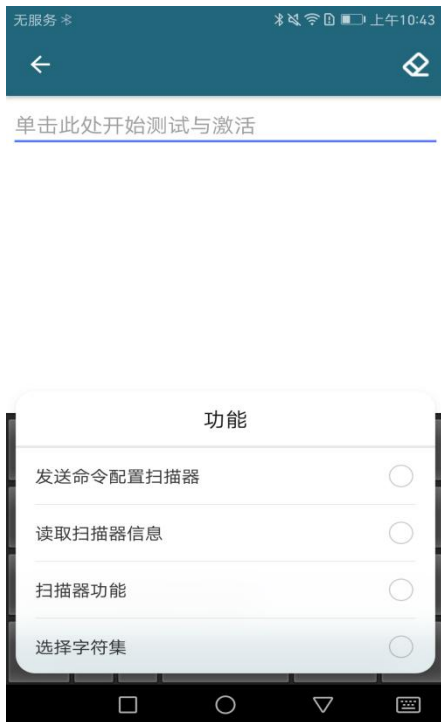 无服务
上午10:43
单击此处开始测试与激活
功能
发送命令配置扫描器
读取扫描器信息
扫描器功能
选择字符集